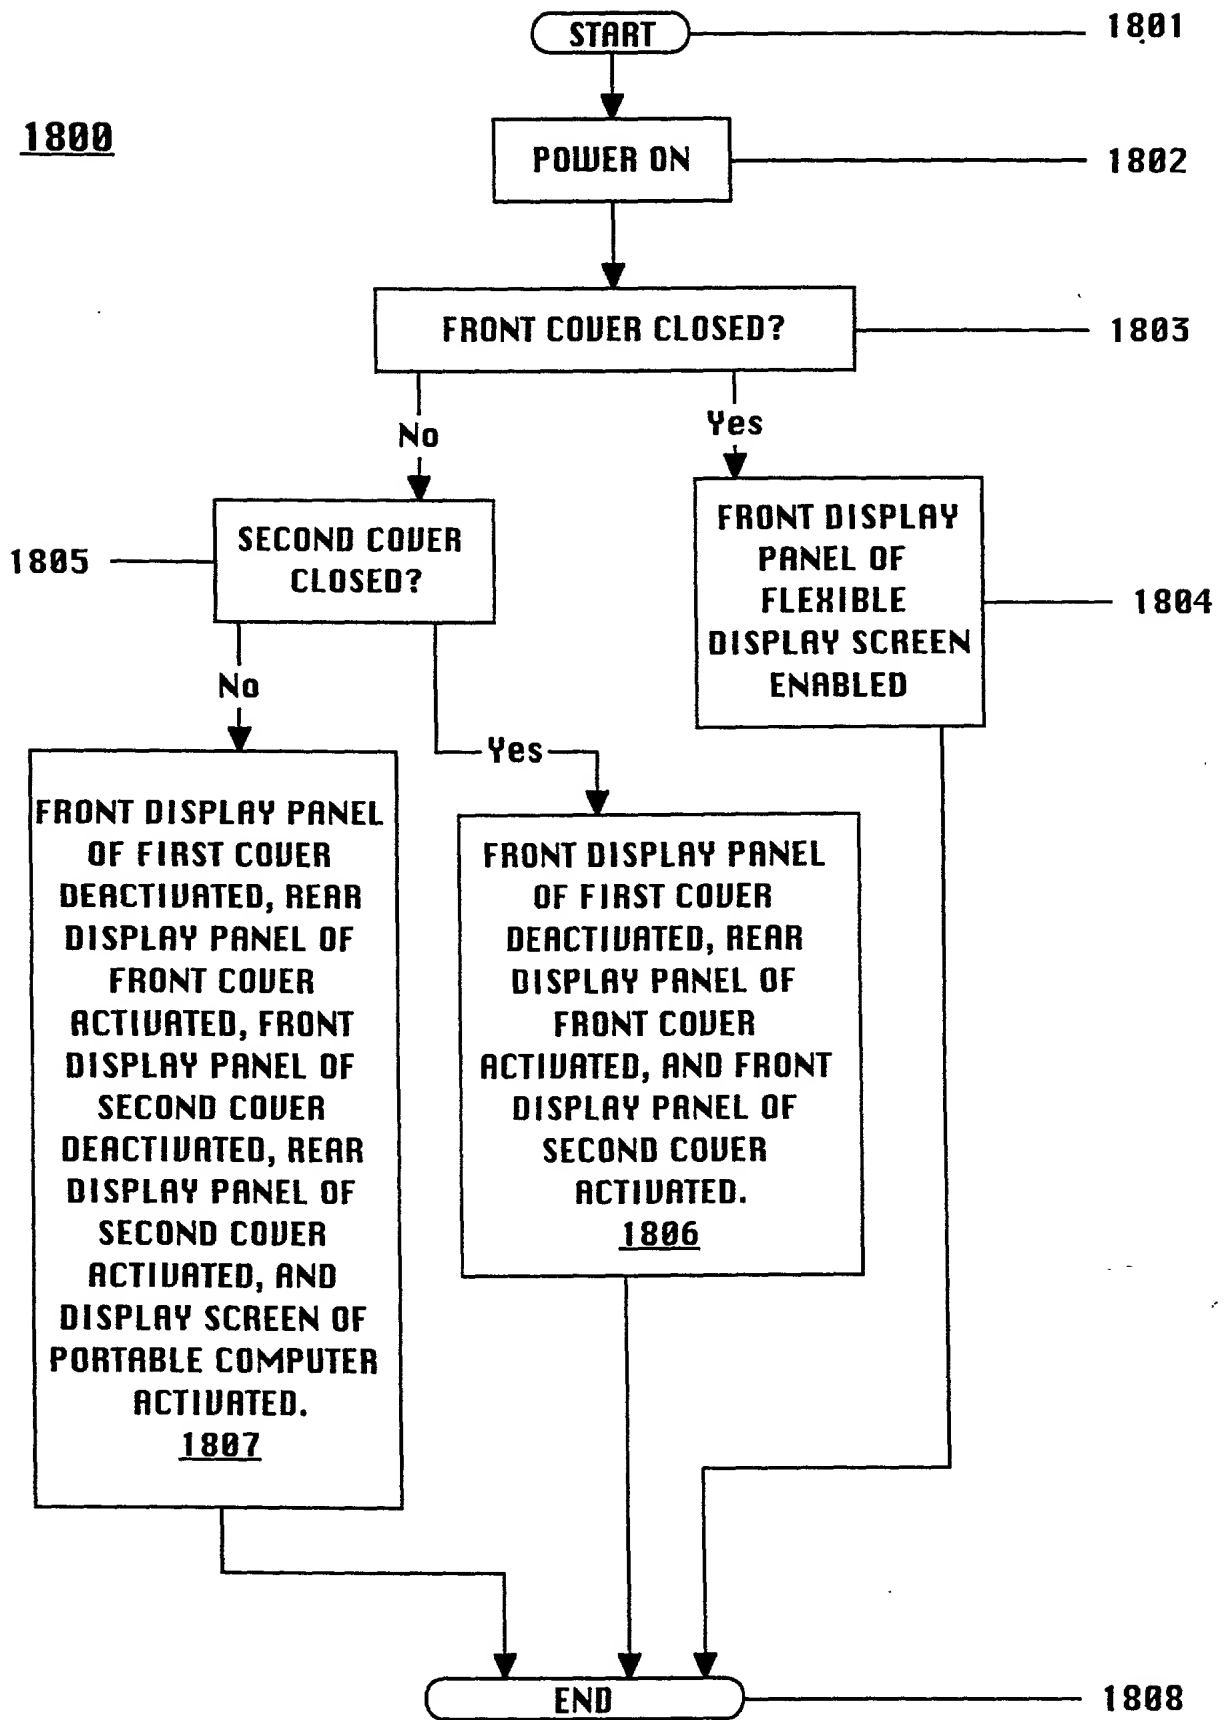 START
1801
1800
POWER ON
1802
FRONT COVER CLOSED?
1803
No
Yes
1805
SECOND COVER
CLOSED?
FRONT DISPLAY
PANEL OF
FLEXIBLE
DISPLAY SCREEN
ENABLED
1804
No
Yes
FRONT DISPLAY PANEL
OF FIRST COVER
DEACTIVATED, REAR
DISPLAY PANEL OF
FRONT COVER
ACTIVATED, FRONT
DISPLAY PANEL OF
SECOND COVER
DEACTIVATED, REAR
DISPLAY PANEL OF
SECOND COVER
ACTIVATED, AND
DISPLAY SCREEN OF
PORTABLE COMPUTER
ACTIVATED.
1807
FRONT DISPLAY PANEL
OF FIRST COVER
DEACTIVATED, REAR
DISPLAY PANEL OF
FRONT COVER
ACTIVATED, AND FRONT
DISPLAY PANEL OF
SECOND COVER
ACTIVATED.
1806
END
1808